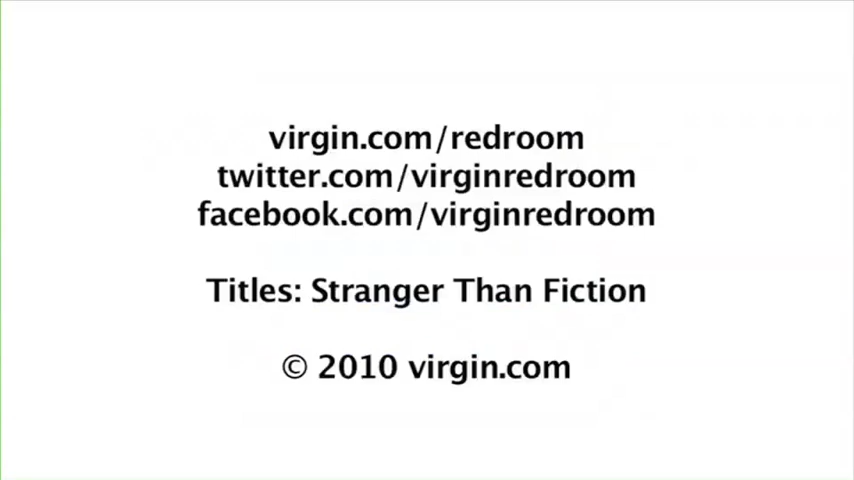 virgin.com/redroom
twitter.com/virginredroom
facebook.com/virginredroom
Titles: Stranger Than Fiction
© 2010 virgin.com